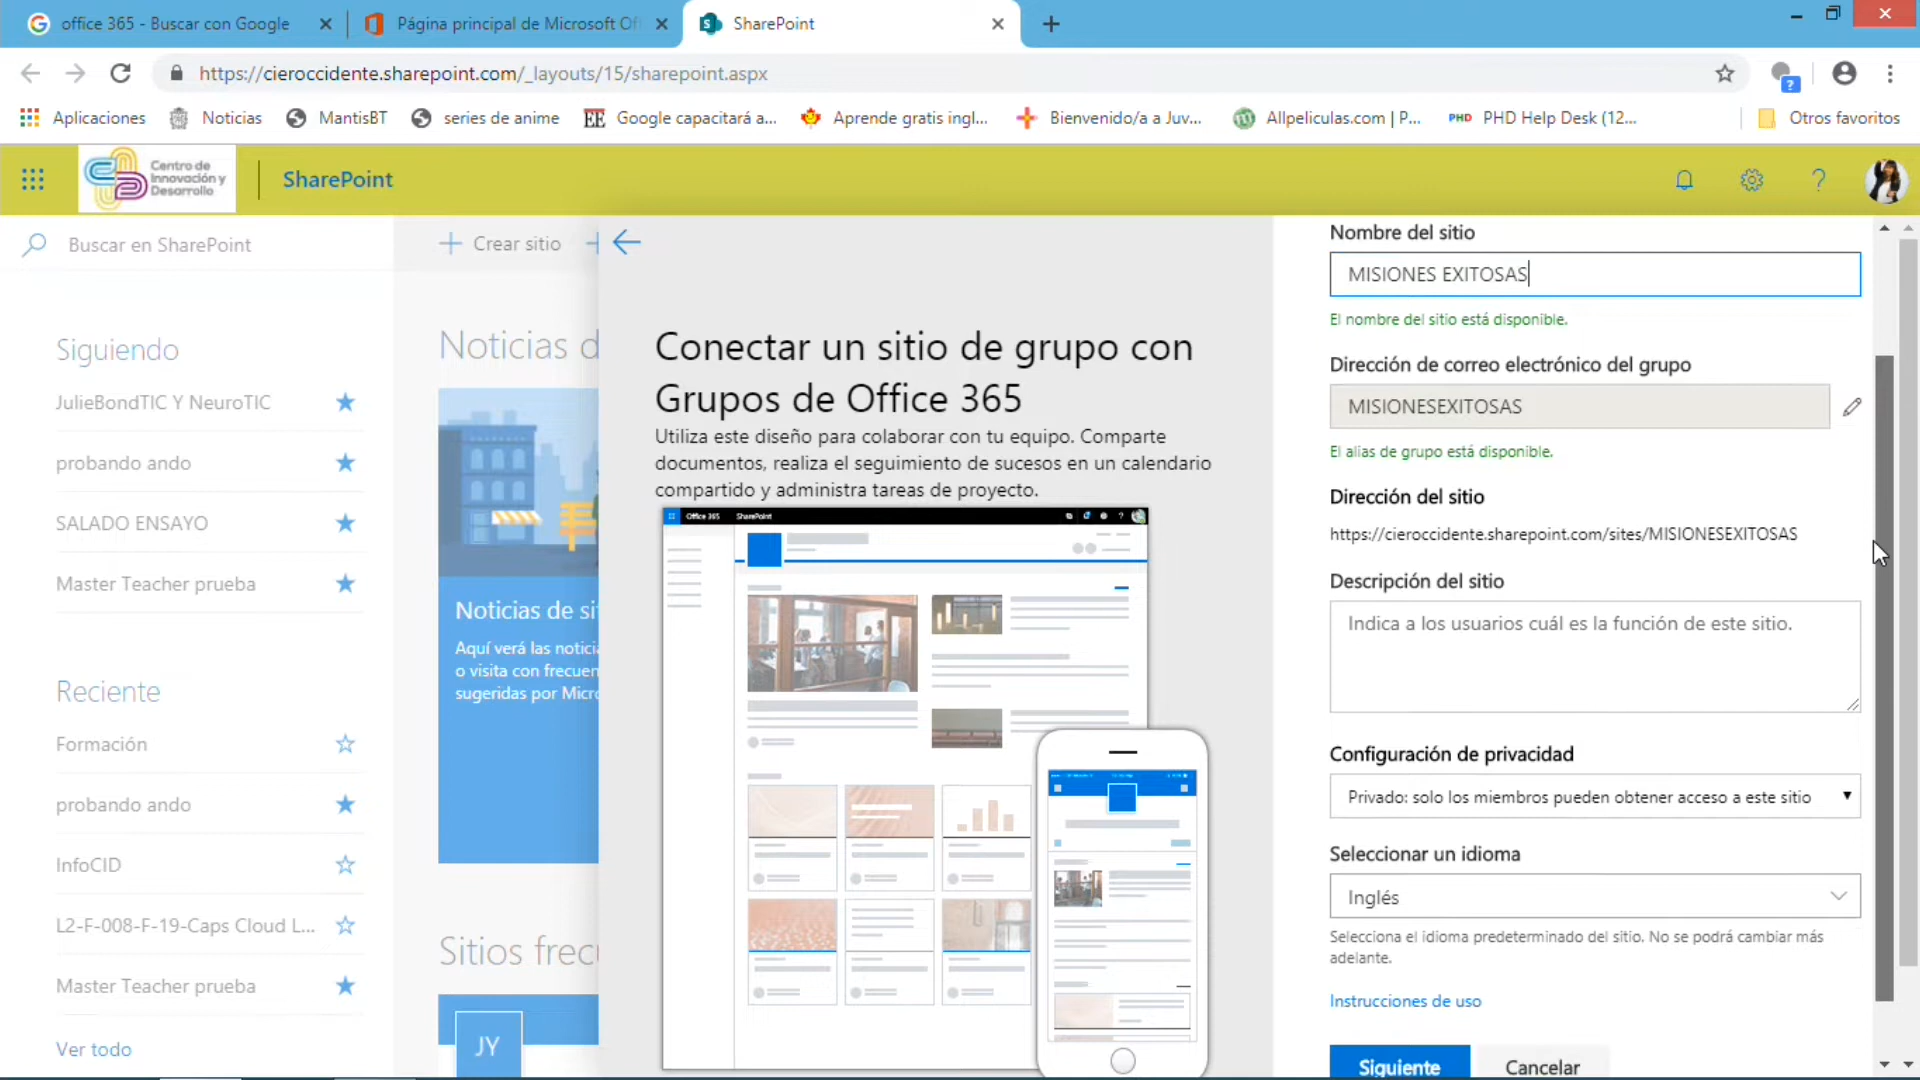 office 365 - Buscar con Google
Página principal de Microsoft Of
SharePoint
https://cieroccidente.sharepoint.com/_layouts/15/sharepoint.aspx
Aplicaciones
Noticias
MantisBT
series de anime
EE
Google capacitará a...
Aprende gratis ingl...
Bienvenido/a a Juv...
Allpeliculas.com | P...
PHD
PHD Help Desk (12...
Otros favoritos
Centro de
Innovación y
Desarrollo
SharePoint
Buscar en SharePoint
Siguiendo
JulieBondTIC Y NeuroTIC
probando ando
SALADO ENSAYO
Master Teacher prueba
Reciente
Formación
probando ando
InfoCID
L2-F-008-F-19-Caps Cloud L...
Master Teacher prueba
Ver todo
Crear sitio
Noticias d
Noticias de si
Aquí verá las notici
o visita con frecuen
sugeridas por Micro
Sitios frec
JY
Conectar un sitio de grupo con
Grupos de Office 365
Utiliza este diseño para colaborar con tu equipo. Comparte
documentos, realiza el seguimiento de sucesos en un calendario
compartido y administra tareas de proyecto.
Office 365
SharePoint
Nombre del sitio
MISIONES EXITOSAS
El nombre del sitio está disponible.
Dirección de correo electrónico del grupo
MISIONESEXITOSAS
El alias de grupo está disponible.
Dirección del sitio
https://cieroccidente.sharepoint.com/sites/MISIONESEXITOSAS
Descripción del sitio
Indica a los usuarios cuál es la función de este sitio.
Configuración de privacidad
Privado: solo los miembros pueden obtener acceso a este sitio
Seleccionar un idioma
Inglés
Selecciona el idioma predeterminado del sitio. No se podrá cambiar más
adelante.
Instrucciones de uso
Siguiente
Cancelar